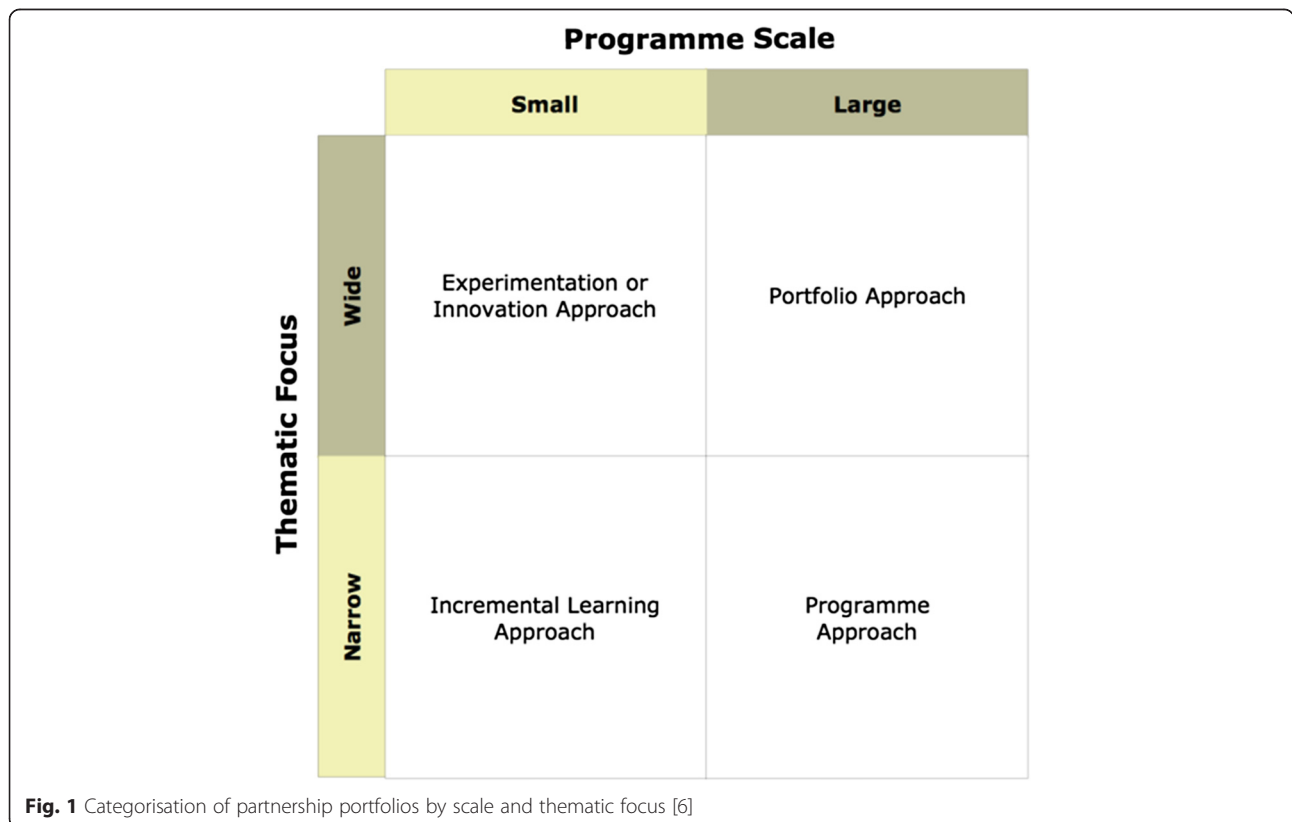 Programme Scale
Small
Large
Thematic Focus
Wide
Experimentation or
Innovation Approach
Portfolio Approach
Narrow
Incremental Learning
Approach
Programme
Approach
Fig. 1 Categorisation of partnership portfolios by scale and thematic focus [6]